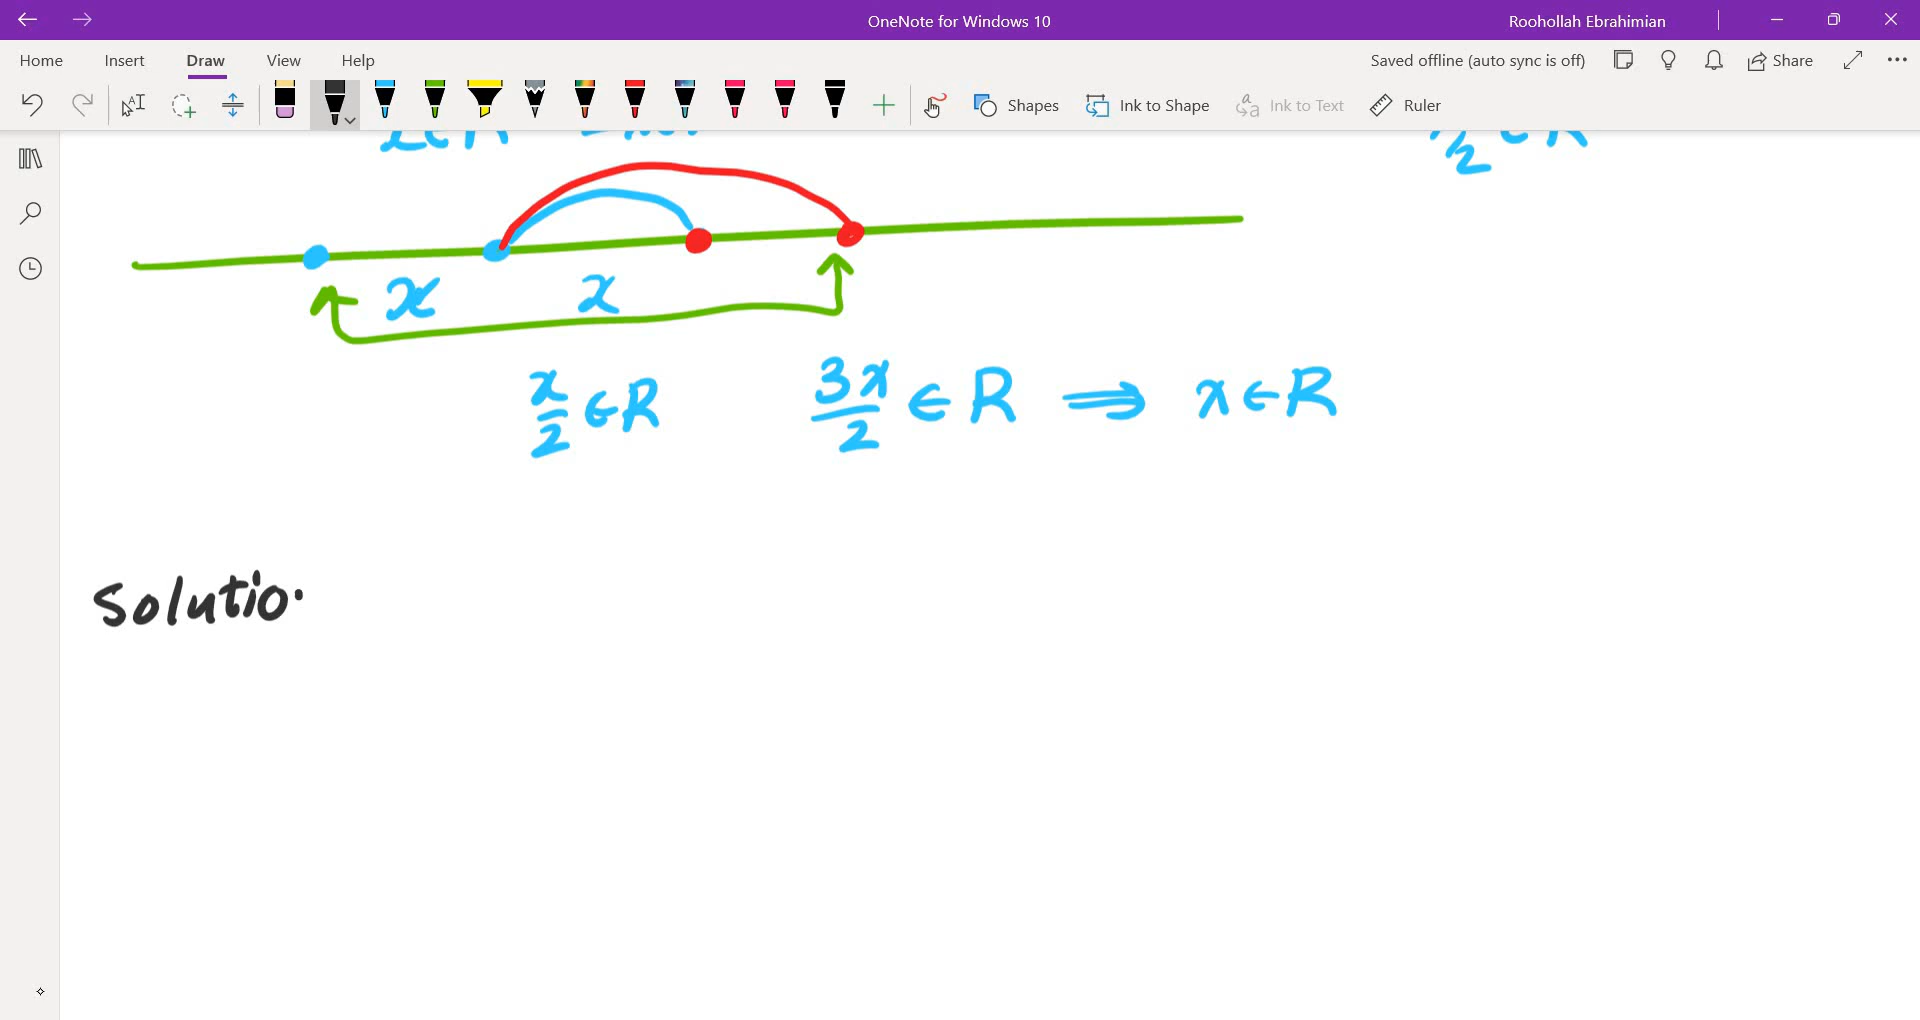 OneNote for Windows 10
Roohollah Ebrahimian
Home Insert Draw View Help
Saved offline (auto sync is off) Share
Shapes Ink to Shape Ink to Text Ruler
x x
x/2 ∈ R 3x/2 ∈ R ⟹ x ∈ R
Solutio